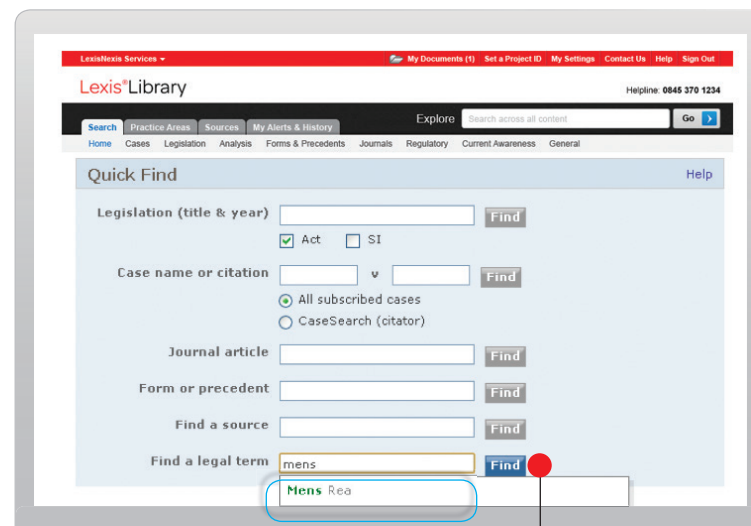 LexisNexis Services My Documents (1) Set a Project ID My Settings Contact Us Help Sign Out
Lexis®Library Helpline: 0845 370 1234
Search Practice Areas Sources My Alerts & History Explore Search across all content Go
Home Cases Legislation Analysis Forms & Precedents Journals Regulatory Current Awareness General
Quick Find Help
Legislation (title & year) Find
Act SI
Case name or citation v Find
All subscribed cases
CaseSearch (citator)
Journal article Find
Form or precedent Find
Find a source Find
Find a legal term mens Find
Mens Rea